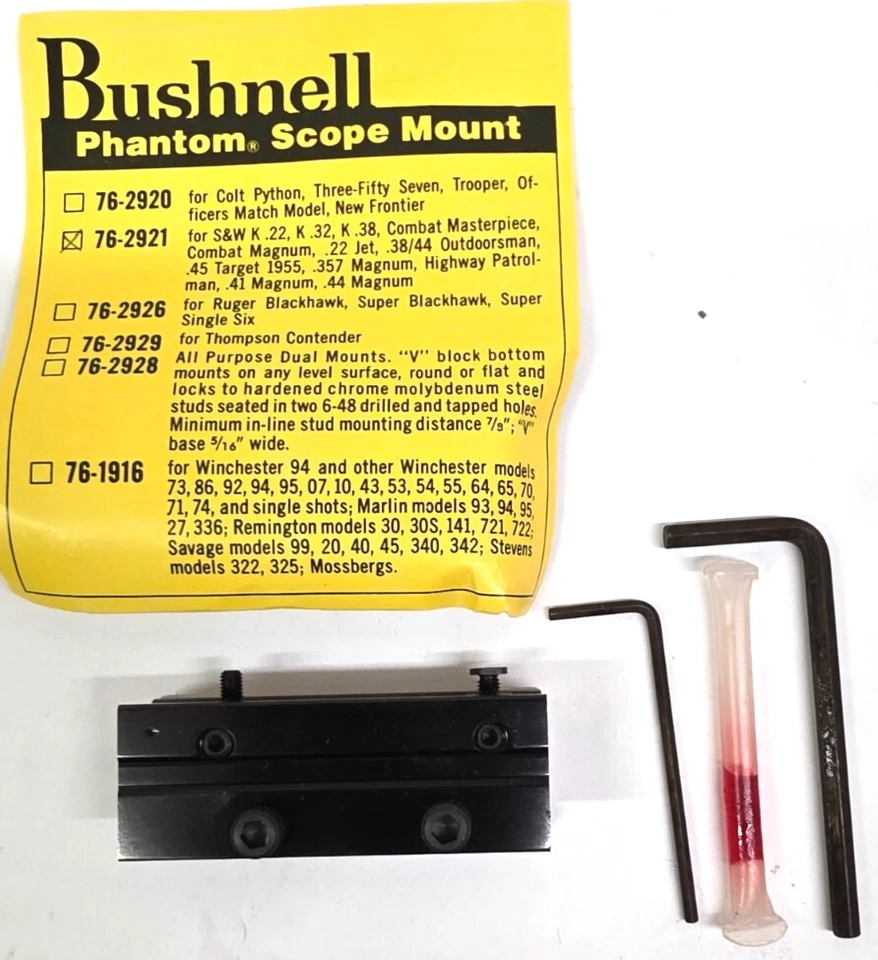 Bushnell
Phantom® Scope Mount
76-2920 for Colt Python, Three-Fifty Seven, Trooper, Of-
ficers Match Model, New Frontier
76-2921 for S&W K .22, K .32, K .38, Combat Masterpiece,
Combat Magnum, .22 Jet, .38/44 Outdoorsman,
.45 Target 1955, .357 Magnum, Highway Patrol-
man, .41 Magnum, .44 Magnum
76-2926 for Ruger Blackhawk, Super Blackhawk, Super
Single Six
76-2929 for Thompson Contender
76-2928 All Purpose Dual Mounts. "V" block bottom
mounts on any level surface, round or flat and
locks to hardened chrome molybdenum steel
studs seated in two 6-48 drilled and tapped holes.
Minimum in-line stud mounting distance 7/8"; "V"
base 5/16" wide.
76-1916 for Winchester 94 and other Winchester models
73, 86, 92, 94, 95, 07, 10, 43, 53, 54, 55, 64, 65, 70,
71, 74, and single shots; Marlin models 93, 94, 95,
27, 336; Remington models 30, 30S, 141, 721, 722;
Savage models 99, 20, 40, 45, 340, 342; Stevens
models 322, 325; Mossbergs.